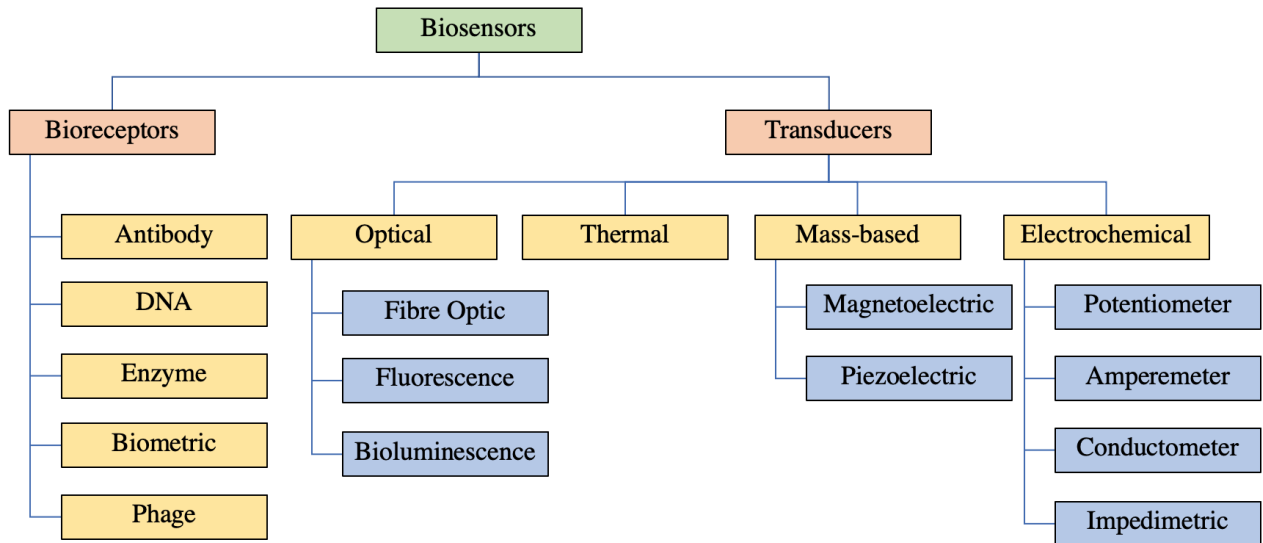 Biosensors
Bioreceptors
Transducers
Antibody
DNA
Enzyme
Biometric
Phage
Optical
Thermal
Mass-based
Electrochemical
Fibre Optic
Fluorescence
Bioluminescence
Magnetoelectric
Piezoelectric
Potentiometer
Amperemeter
Conductometer
Impedimetric